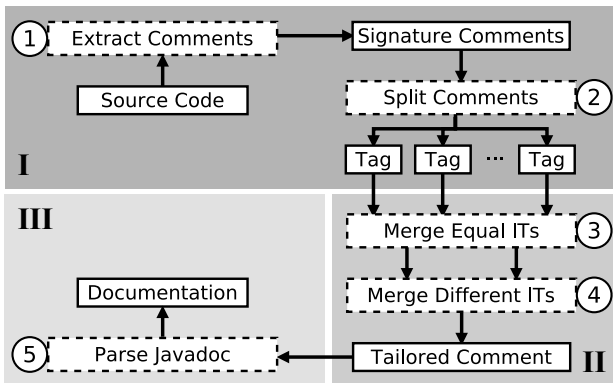 1 Extract Comments
Signature Comments
Source Code
Split Comments 2
I
Tag Tag ... Tag
III
Merge Equal ITs 3
Documentation
Merge Different ITs 4
5 Parse Javadoc
Tailored Comment
II